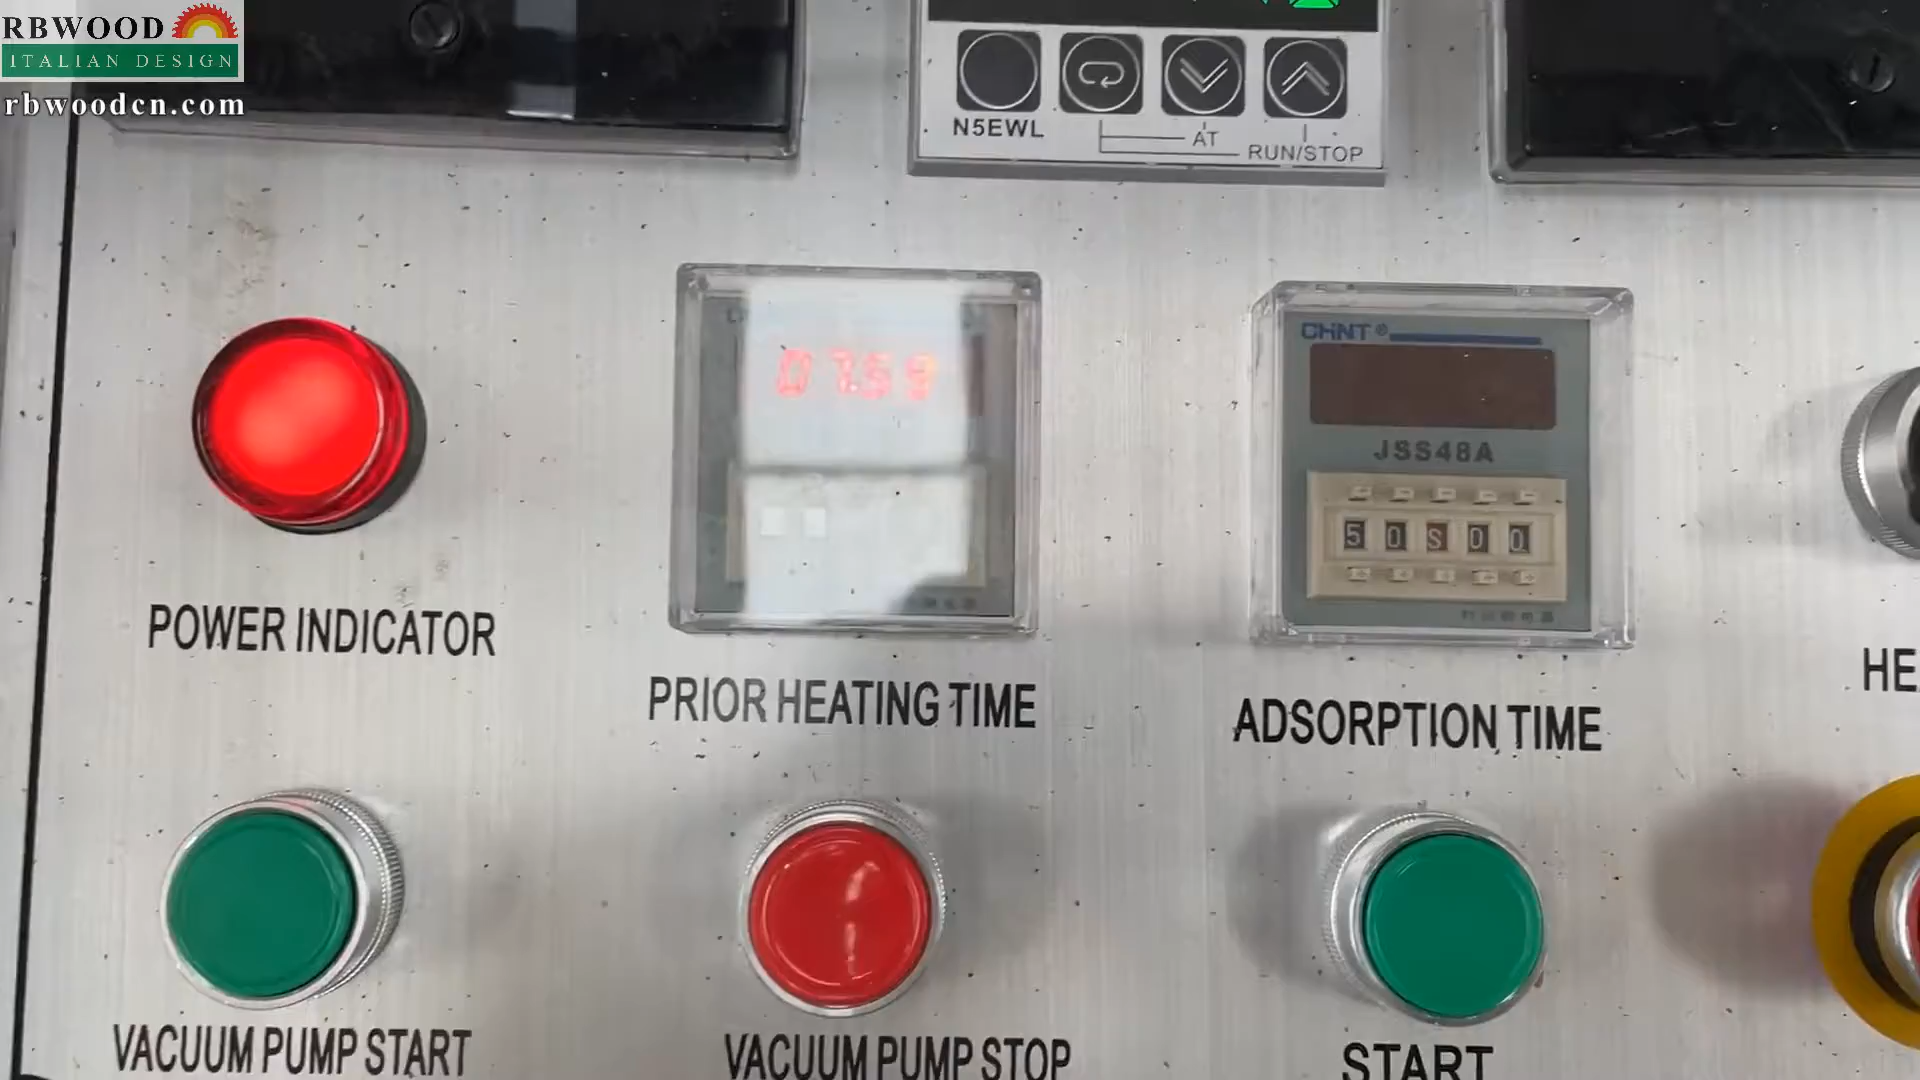 RBWOOD
ITALIAN DESIGN
rbwoodcn.com
N5EWL
AT
RUN/STOP
CHNT®
JSS48A
50S00
POWER INDICATOR
PRIOR HEATING TIME
ADSORPTION TIME
HE
VACUUM PUMP START
VACUUM PUMP STOP
START